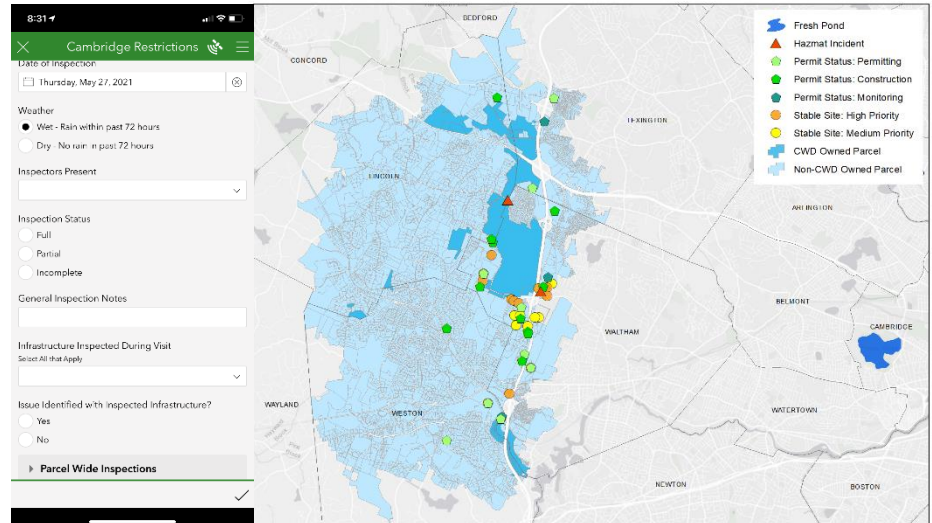 8:31
Cambridge Restrictions
Date of Inspection
Thursday, May 27, 2021
Weather
Wet - Rain within past 72 hours
Dry - No rain in past 72 hours
Inspectors Present
Inspection Status
Full
Partial
Incomplete
General Inspection Notes
Infrastructure Inspected During Visit
Select All that Apply
Issue Identified with Inspected Infrastructure?
Yes
No
Parcel Wide Inspections
BEDFORD
CONCORD
LEXINGTON
LINCOLN
ARLINGTON
BELMONT
CAMBRIDGE
WALTHAM
WAYLAND
WESTON
WATERTOWN
NEWTON
BOSTON
Fresh Pond
Hazmat Incident
Permit Status: Permitting
Permit Status: Construction
Permit Status: Monitoring
Stable Site: High Priority
Stable Site: Medium Priority
CWD Owned Parcel
Non-CWD Owned Parcel